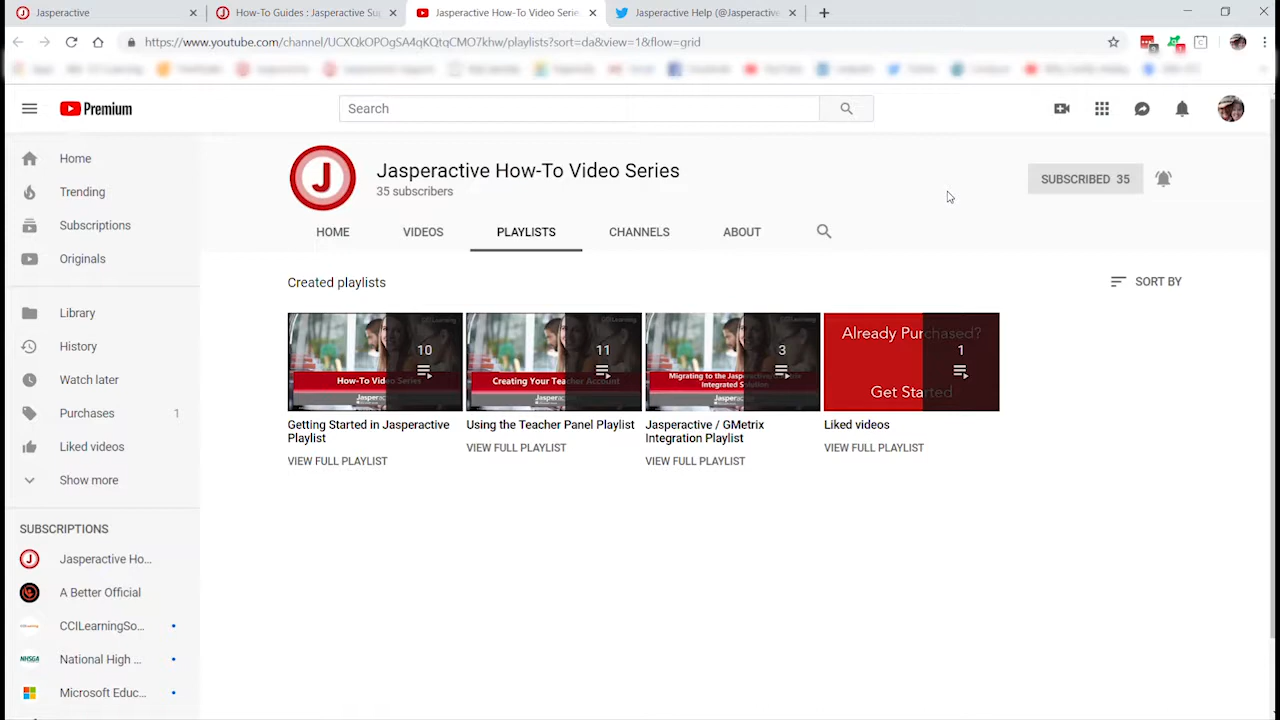 Jasperactive
How-To Guides : Jasperactive Sup
Jasperactive How-To Video Serie
Jasperactive Help (@Jasperactive
https://www.youtube.com/channel/UCXQkOPOgSA4qKQtqCMO7khw/playlists?sort=da&view=1&flow=grid
Premium
Search
Home
Trending
Subscriptions
Originals
Library
History
Watch later
Purchases 1
Liked videos
Show more
SUBSCRIPTIONS
Jasperactive Ho...
A Better Official
CCILearningSo...
National High ...
Microsoft Educ...
J
Jasperactive How-To Video Series
35 subscribers
SUBSCRIBED 35
HOME VIDEOS PLAYLISTS CHANNELS ABOUT
Created playlists
SORT BY
10
How-To Video Series
Getting Started in Jasperactive
Playlist
VIEW FULL PLAYLIST
11
Creating Your Teacher Account
Using the Teacher Panel Playlist
VIEW FULL PLAYLIST
3
Migrating to the
Integrated Solution
Jasperactive / GMetrix
Integration Playlist
VIEW FULL PLAYLIST
Already Purchased?
1
Get Started
Liked videos
VIEW FULL PLAYLIST